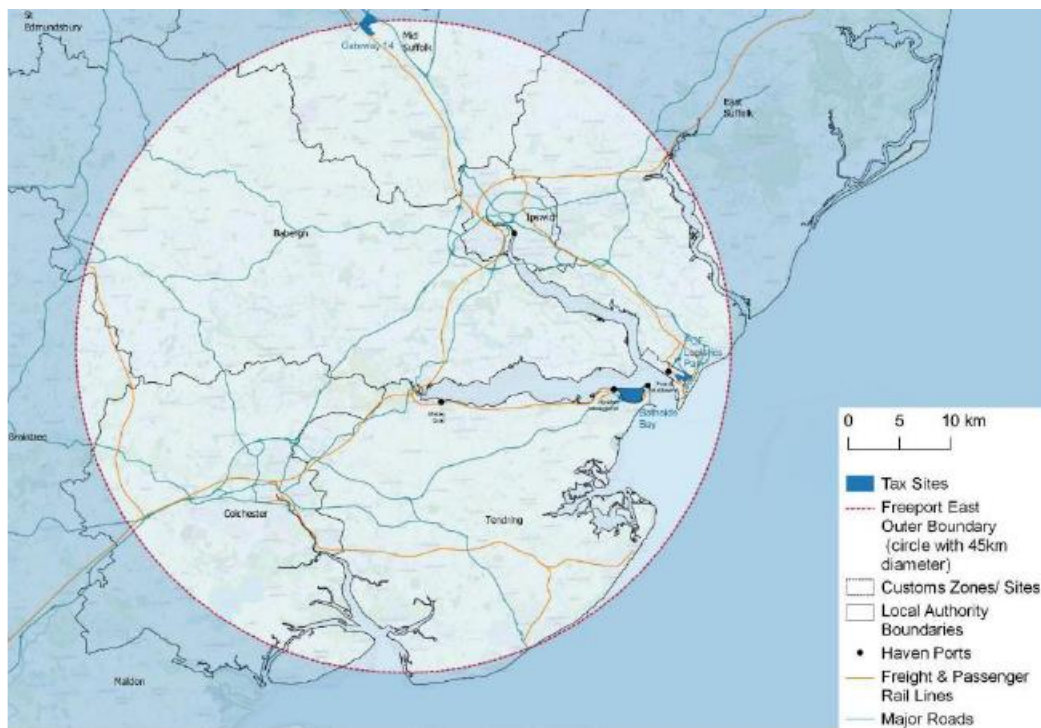 St
Edmundsbury
Gateway 14
Mid
Suffolk
East
Suffolk
Ipswich
Babergh
Bathside
Bay
Braintree
Colchester
Tendring
Maldon
0 5 10 km
Tax Sites
Freeport East
Outer Boundary
(circle with 45km
diameter)
Customs Zones/ Sites
Local Authority
Boundaries
Haven Ports
Freight & Passenger
Rail Lines
Major Roads